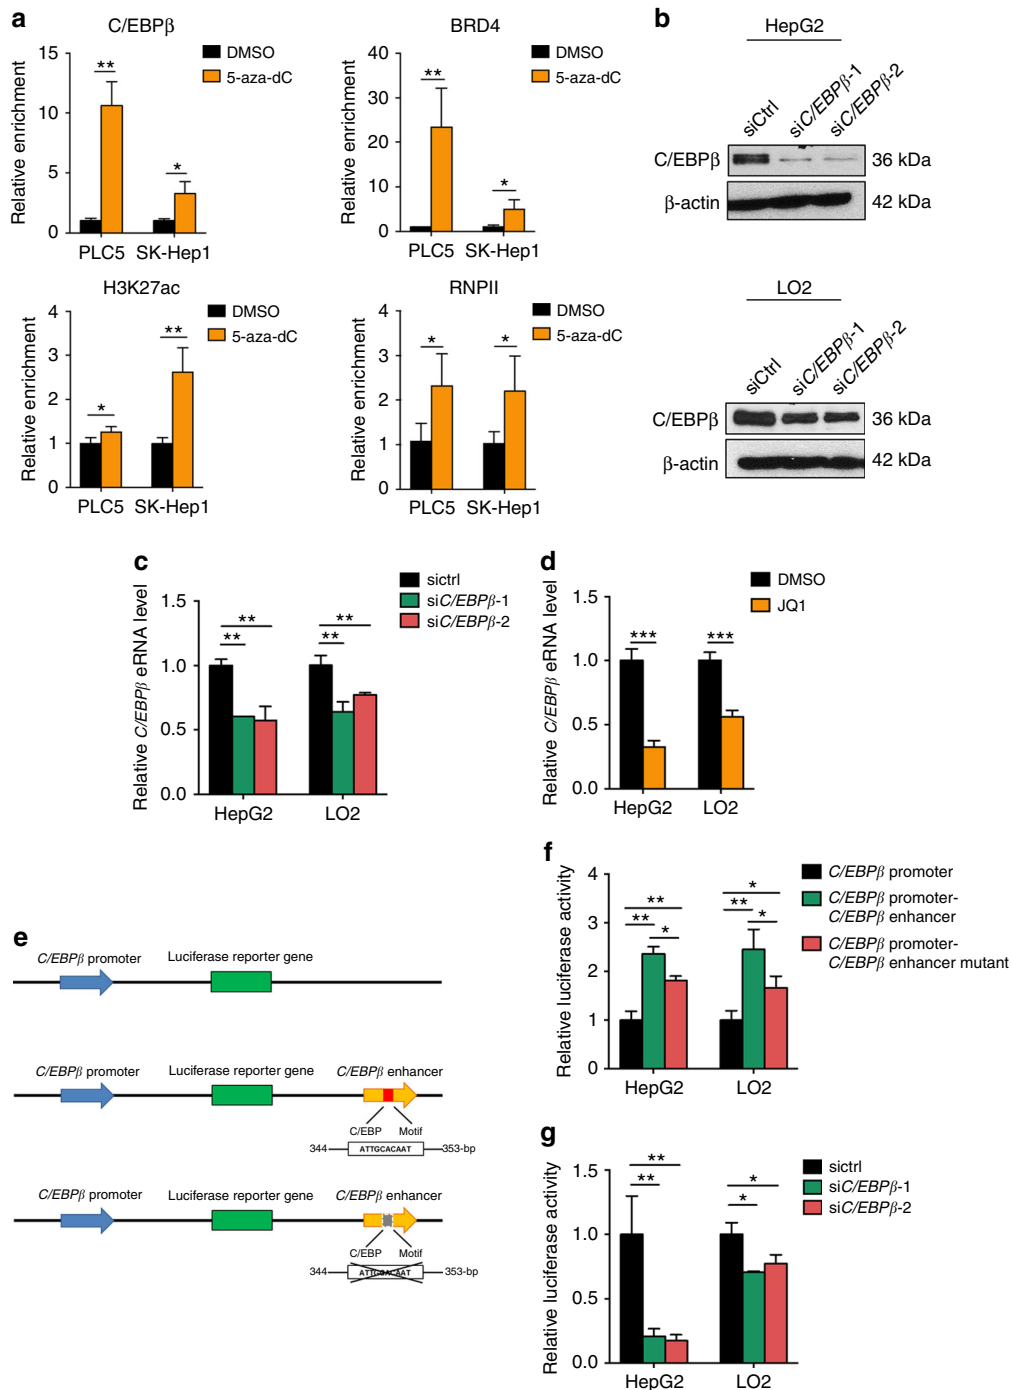 a
C/EBPβ
Relative enrichment
15
10
5
0
**
*
DMSO
5-aza-dC
PLC5 SK-Hep1
BRD4
Relative enrichment
40
30
20
10
0
**
*
DMSO
5-aza-dC
PLC5 SK-Hep1
H3K27ac
Relative enrichment
4
3
2
1
0
*
**
DMSO
5-aza-dC
PLC5 SK-Hep1
RNPII
Relative enrichment
4
3
2
1
0
*
*
DMSO
5-aza-dC
PLC5 SK-Hep1
b
HepG2
siCtrl
siC/EBPβ-1
siC/EBPβ-2
C/EBPβ 36 kDa
β-actin 42 kDa
LO2
siCtrl
siC/EBPβ-1
siC/EBPβ-2
C/EBPβ 36 kDa
β-actin 42 kDa
c
Relative C/EBPβ eRNA level
1.5
1.0
0.5
0.0
**
**
**
**
sictrl
siC/EBPβ-1
siC/EBPβ-2
HepG2 LO2
d
Relative C/EBPβ eRNA level
1.5
1.0
0.5
0.0
***
***
DMSO
JQ1
HepG2 LO2
e
C/EBPβ promoter Luciferase reporter gene
C/EBPβ promoter Luciferase reporter gene C/EBPβ enhancer
C/EBP Motif
344 ATTGCACAAT 353-bp
C/EBPβ promoter Luciferase reporter gene C/EBPβ enhancer
C/EBP Motif
344 ATTGCACAAT 353-bp
f
Relative luciferase activity
4
3
2
1
0
**
**
*
*
**
*
C/EBPβ promoter
C/EBPβ promoter-
C/EBPβ enhancer
C/EBPβ promoter-
C/EBPβ enhancer mutant
HepG2 LO2
g
Relative luciferase activity
1.5
1.0
0.5
0.0
**
**
*
*
sictrl
siC/EBPβ-1
siC/EBPβ-2
HepG2 LO2